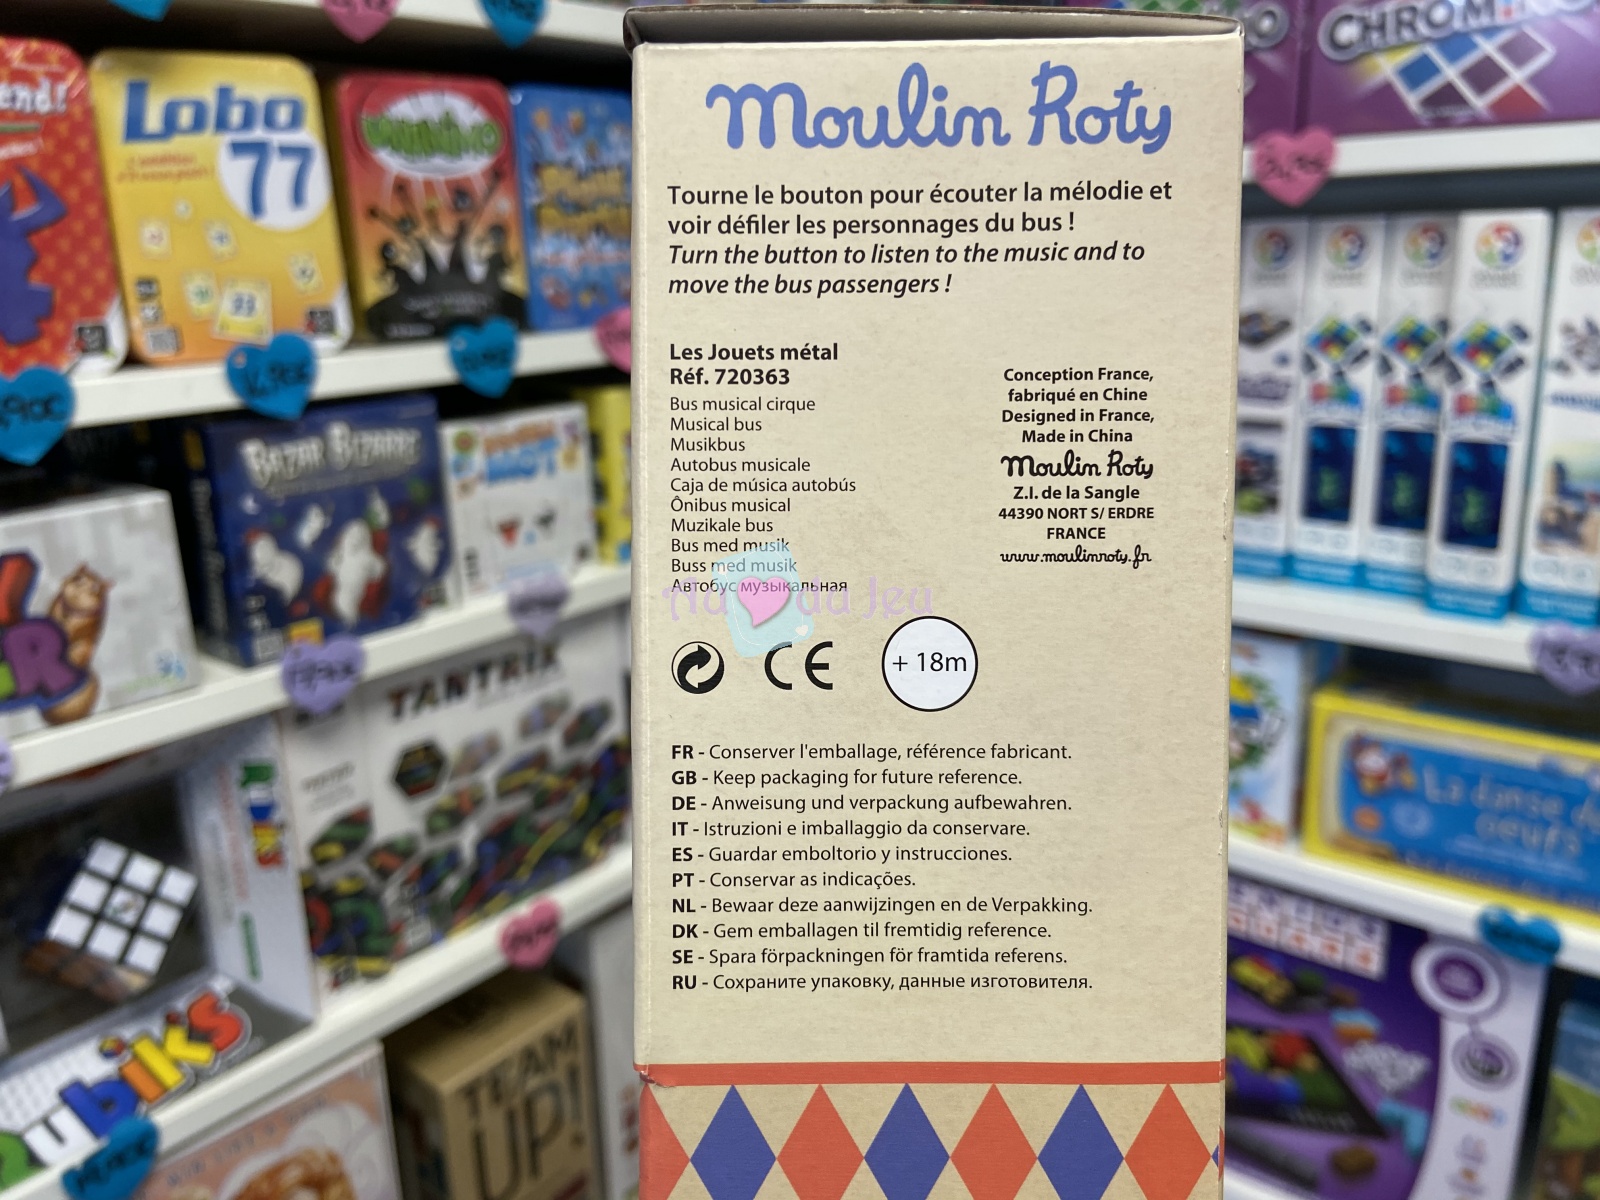 moulin Roty
Tourne le bouton pour écouter la mélodie et
voir défiler les personnages du bus !
Turn the button to listen to the music and to
move the bus passengers !
Les Jouets métal
Réf. 720363
Bus musical cirque
Musical bus
Musikbus
Autobus musicale
Caja de música autobús
Ônibus musical
Muzikale bus
Bus med musik
Buss med musik
Автобус музыкальная
Conception France,
fabriqué en Chine
Designed in France,
Made in China
moulin Roty
Z.I. de la Sangle
44390 NORT S/ ERDRE
FRANCE
www.moulinroty.fr
CE
+ 18m
FR - Conserver l'emballage, référence fabricant.
GB - Keep packaging for future reference.
DE - Anweisung und verpackung aufbewahren.
IT - Istruzioni e imballaggio da conservare.
ES - Guardar emboltorio y instrucciones.
PT - Conservar as indicações.
NL - Bewaar deze aanwijzingen en de Verpakking.
DK - Gem emballagen til fremtidig reference.
SE - Spara förpackningen för framtida referens.
RU - Сохраните упаковку, данные изготовителя.
du Jeu
Lobo
77
BAZAR BIZARRE
TANTRIX
Rubik's
TEAM
UP!
La danse
oeufs